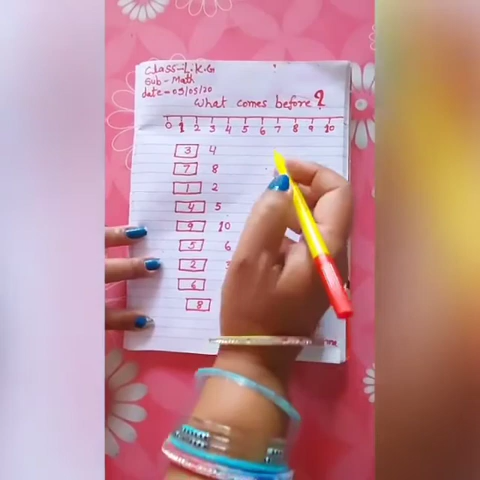 Class-L.K.G
Sub-Math
date=09/05/20
What comes before?
0 1 2 3 4 5 6 7 8 9 10
3 4
7 8
1 2
4 5
9 10
5 6
2
6
8